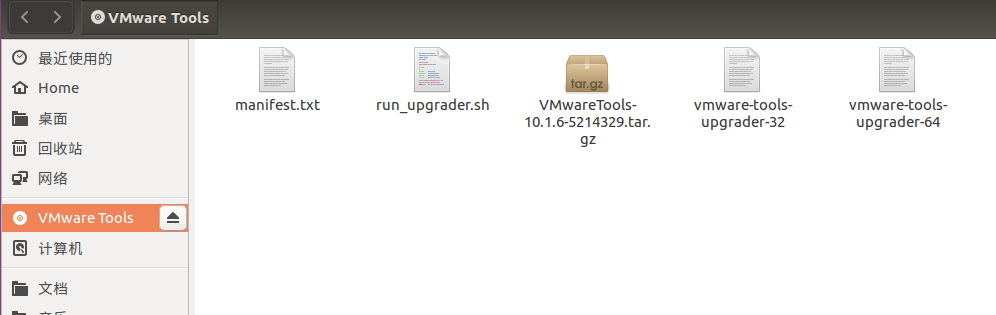 VMware Tools
最近使用的
Home
桌面
回收站
网络
VMware Tools
计算机
文档
manifest.txt
run_upgrader.sh
tar.gz
VMwareTools-
10.1.6-5214329.tar.
gz
vmware-tools-
upgrader-32
vmware-tools-
upgrader-64